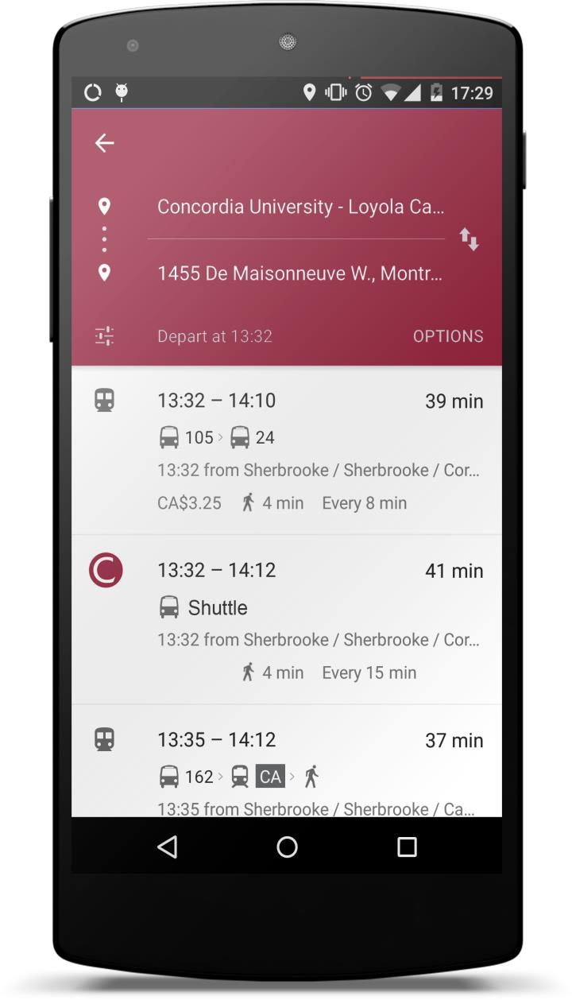 17:29
Concordia University - Loyola Ca...
1455 De Maisonneuve W., Montr...
Depart at 13:32 OPTIONS
13:32 – 14:10 39 min
105 > 24
13:32 from Sherbrooke / Sherbrooke / Cor...
CA$3.25 4 min Every 8 min
C 13:32 – 14:12 41 min
Shuttle
13:32 from Sherbrooke / Sherbrooke / Cor...
4 min Every 15 min
13:35 – 14:12 37 min
162 > CA >
13:35 from Sherbrooke / Sherbrooke / Ca...